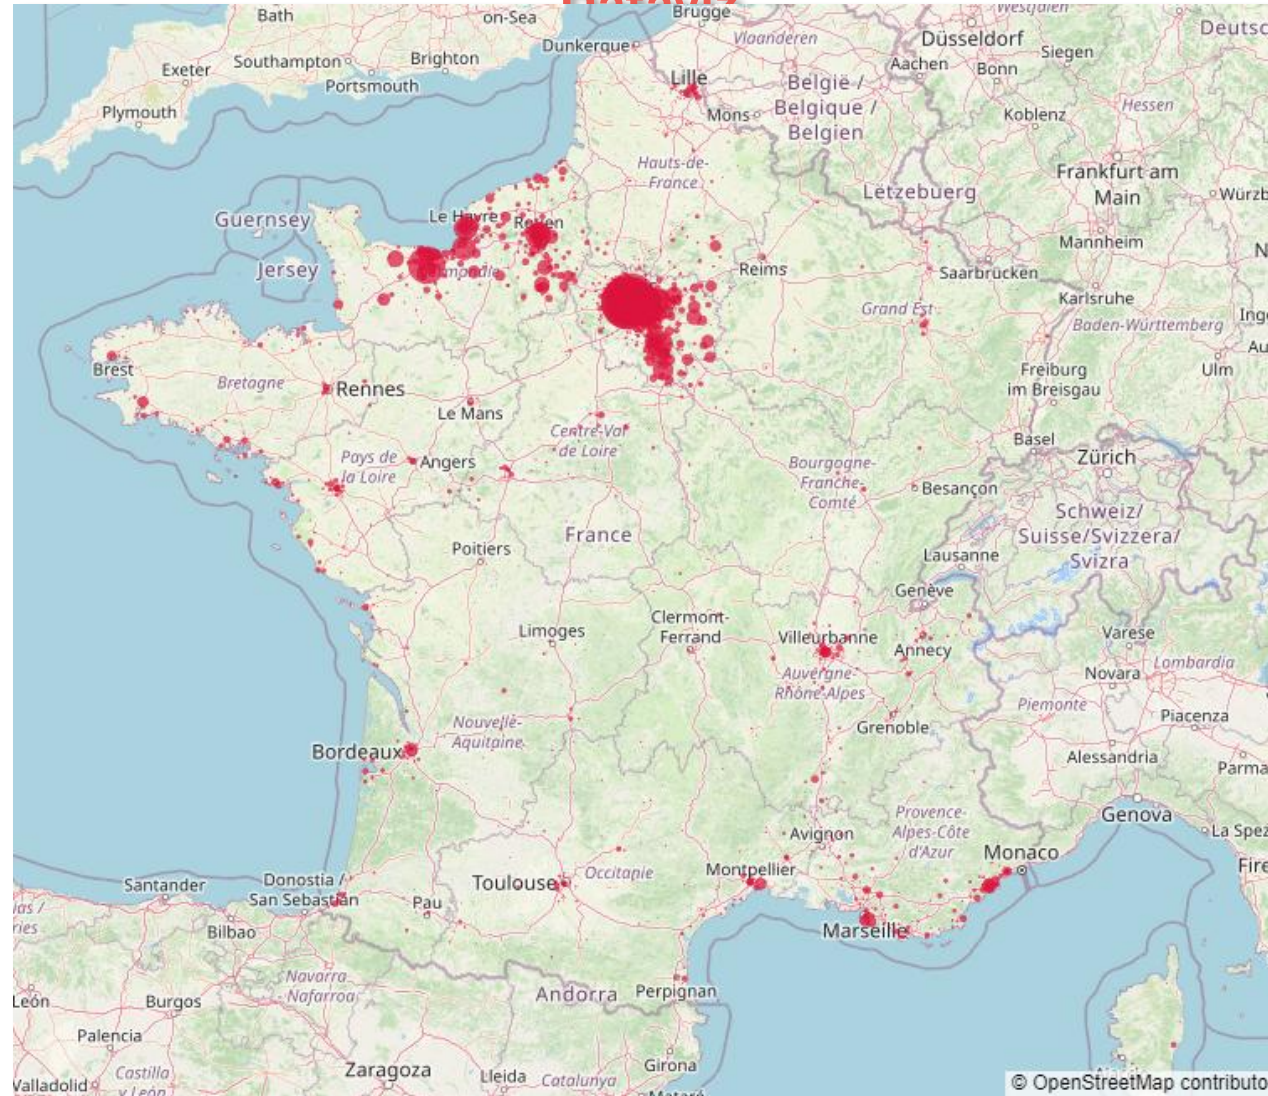 Bath
on-Sea
Brugge
Westfalen
Deutsc
Exeter
Southampton
Brighton
Portsmouth
Plymouth
Dunkerque
Lille
Vlaanderen
België /
Belgique /
Belgien
Mons
Düsseldorf
Aachen
Bonn
Siegen
Koblenz
Hessen
Hauts-de-
France
Lëtzebuerg
Frankfurt am
Main
Würzb
Guernsey
Jersey
Le Havre
Rouen
Reims
Saarbrücken
Mannheim
N
Grand Est
Karlsruhe
Baden-Württemberg
Inge
Au
Ulm
Freiburg
im Breisgau
Brest
Bretagne
Rennes
Le Mans
Centre-Val
de Loire
Basel
Zürich
Pays de
la Loire
Angers
Bourgogne-
Franche-
Comté
Besançon
Schweiz/
Suisse/Svizzera/
Svizra
Poitiers
France
Lausanne
Genève
Limoges
Clermont-
Ferrand
Villeurbanne
Annecy
Varese
Novara
Lombardia
Auvergne-
Rhône-Alpes
Piemonte
Piacenza
Grenoble
Nouvelle-
Aquitaine
Bordeaux
Alessandria
Parma
Provence-
Alpes-Côte
d'Azur
Genova
La Spez
Avignon
Monaco
Fire
Santander
Donostia /
San Sebastián
Toulouse
Occitanie
Montpellier
Pau
Bilbao
Marseille
Navarra
- Nafarroa
León
Burgos
Andorra
Perpignan
Palencia
Castilla
y León
Valladolid
Zaragoza
Lleida
Catalunya
Girona
Mataró
© OpenStreetMap contributo